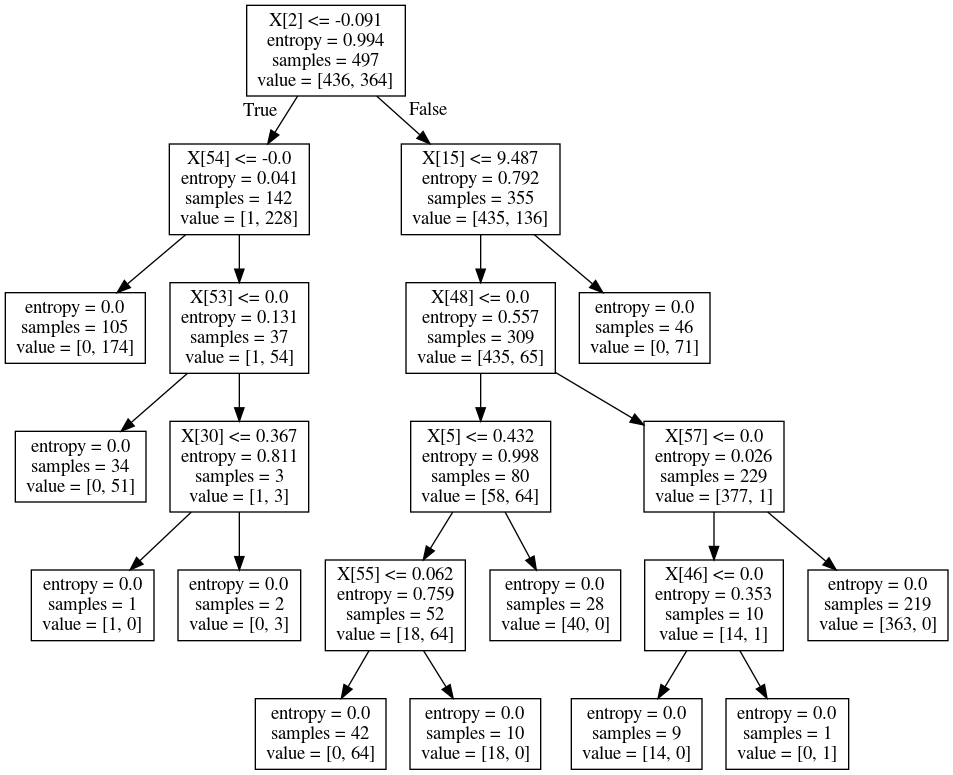 X[2] <= -0.091
entropy = 0.994
samples = 497
value = [436, 364]
True
False
X[54] <= -0.0
entropy = 0.041
samples = 142
value = [1, 228]
X[15] <= 9.487
entropy = 0.792
samples = 355
value = [435, 136]
entropy = 0.0
samples = 105
value = [0, 174]
X[53] <= 0.0
entropy = 0.131
samples = 37
value = [1, 54]
X[48] <= 0.0
entropy = 0.557
samples = 309
value = [435, 65]
entropy = 0.0
samples = 46
value = [0, 71]
entropy = 0.0
samples = 34
value = [0, 51]
X[30] <= 0.367
entropy = 0.811
samples = 3
value = [1, 3]
X[5] <= 0.432
entropy = 0.998
samples = 80
value = [58, 64]
X[57] <= 0.0
entropy = 0.026
samples = 229
value = [377, 1]
entropy = 0.0
samples = 1
value = [1, 0]
entropy = 0.0
samples = 2
value = [0, 3]
X[55] <= 0.062
entropy = 0.759
samples = 52
value = [18, 64]
entropy = 0.0
samples = 28
value = [40, 0]
X[46] <= 0.0
entropy = 0.353
samples = 10
value = [14, 1]
entropy = 0.0
samples = 219
value = [363, 0]
entropy = 0.0
samples = 42
value = [0, 64]
entropy = 0.0
samples = 10
value = [18, 0]
entropy = 0.0
samples = 9
value = [14, 0]
entropy = 0.0
samples = 1
value = [0, 1]